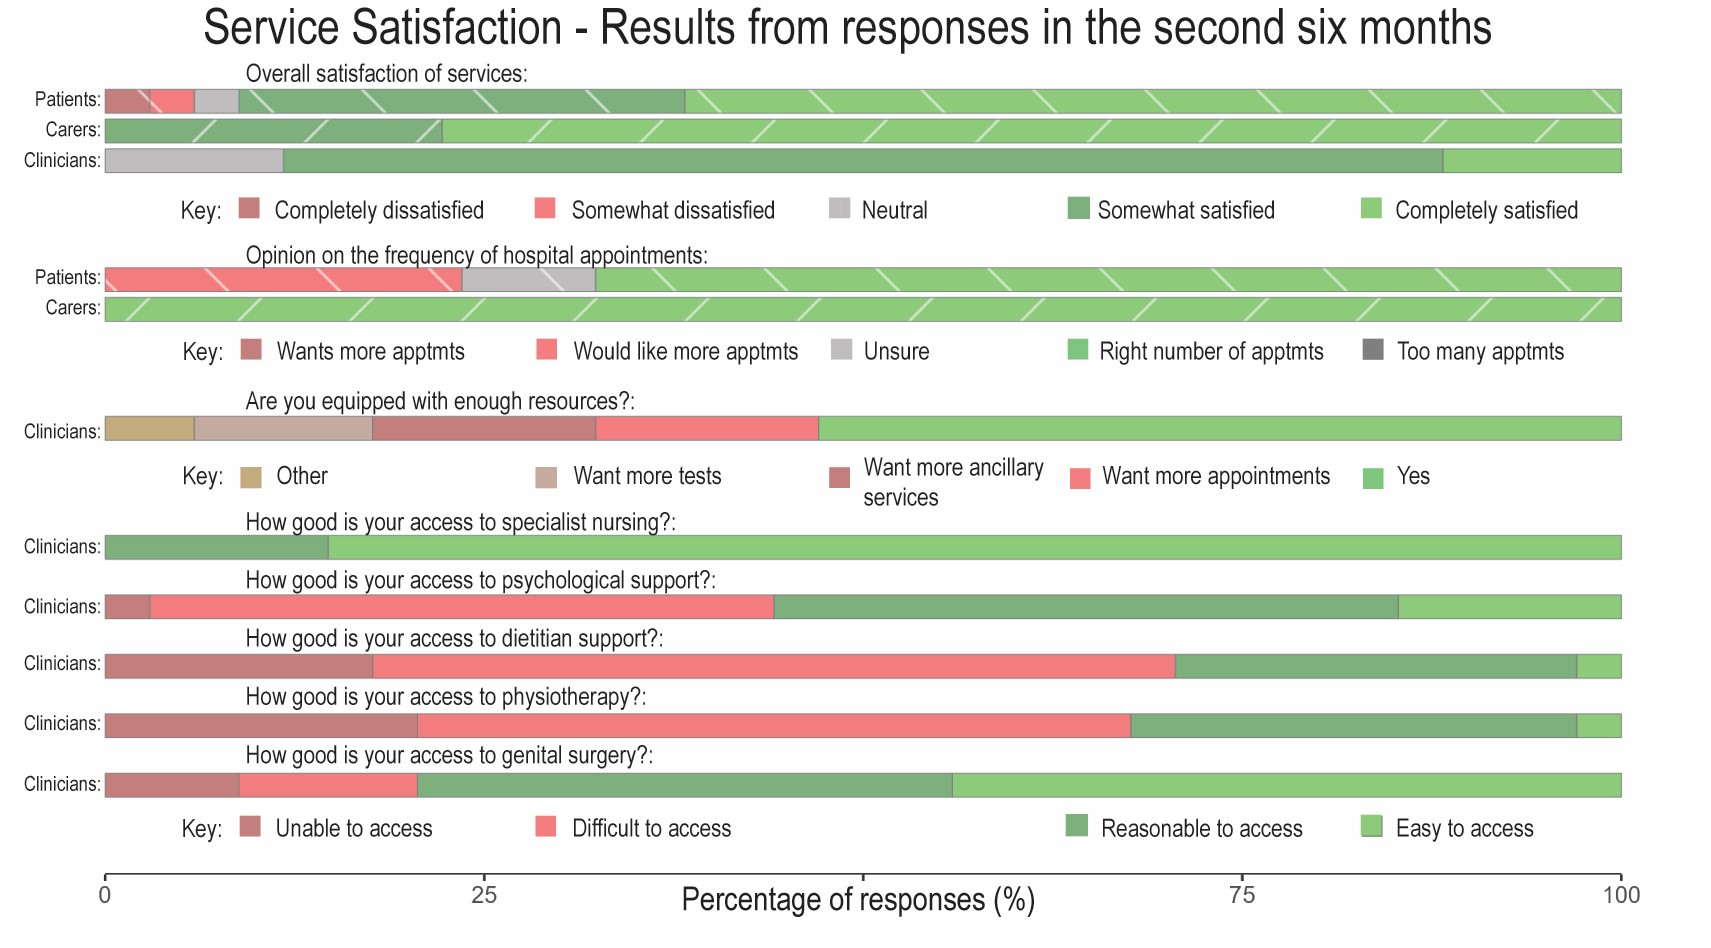 Service Satisfaction - Results from responses in the second six months
Overall satisfaction of services:
Patients:
Carers:
Clinicians:
Key: Completely dissatisfied Somewhat dissatisfied Neutral Somewhat satisfied Completely satisfied
Opinion on the frequency of hospital appointments:
Patients:
Carers:
Key: Wants more apptmts Would like more apptmts Unsure Right number of apptmts Too many apptmts
Are you equipped with enough resources?:
Clinicians:
Key: Other Want more tests Want more ancillary services Want more appointments Yes
How good is your access to specialist nursing?:
Clinicians:
How good is your access to psychological support?:
Clinicians:
How good is your access to dietitian support?:
Clinicians:
How good is your access to physiotherapy?:
Clinicians:
How good is your access to genital surgery?:
Clinicians:
Key: Unable to access Difficult to access Reasonable to access Easy to access
0 25 75 100
Percentage of responses (%)